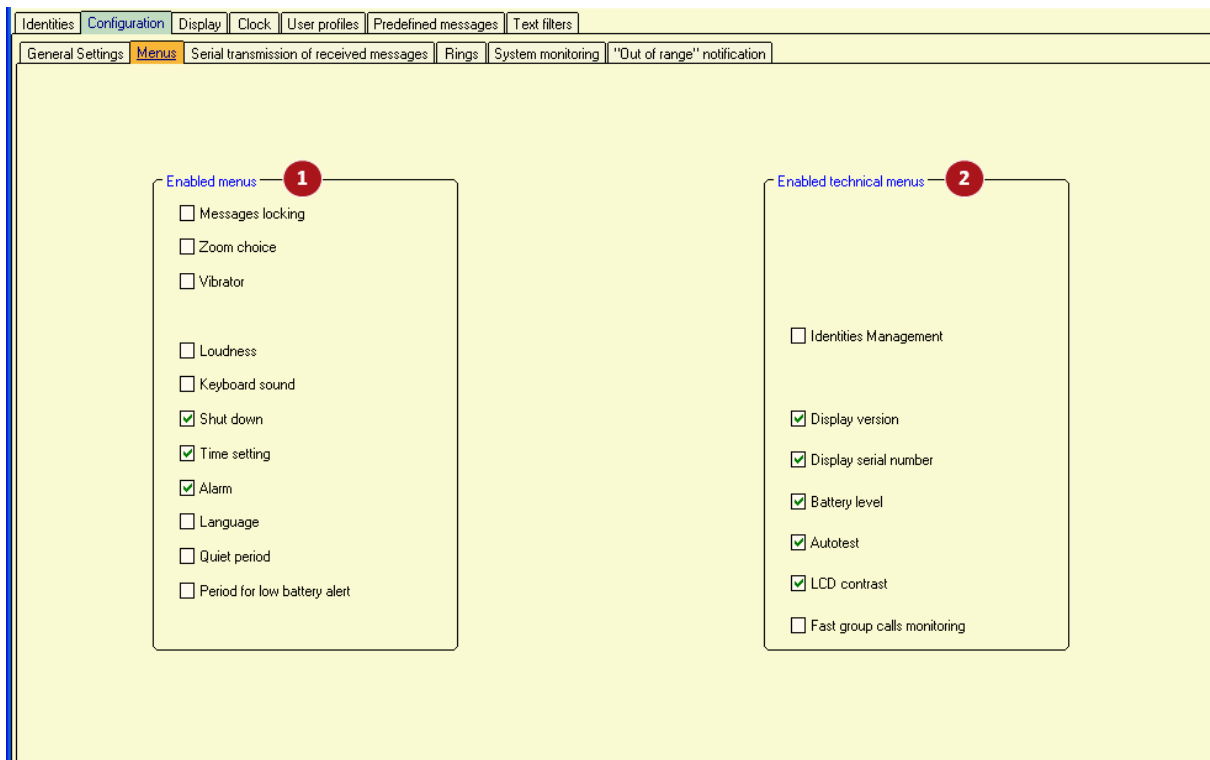 Identities Configuration Display Clock User profiles Predefined messages Text filters
General Settings Menus Serial transmission of received messages Rings System monitoring "Out of range" notification
Enabled menus 1
Messages locking
Zoom choice
Vibrator
Loudness
Keyboard sound
Shut down
Time setting
Alarm
Language
Quiet period
Period for low battery alert
Enabled technical menus 2
Identities Management
Display version
Display serial number
Battery level
Autotest
LCD contrast
Fast group calls monitoring